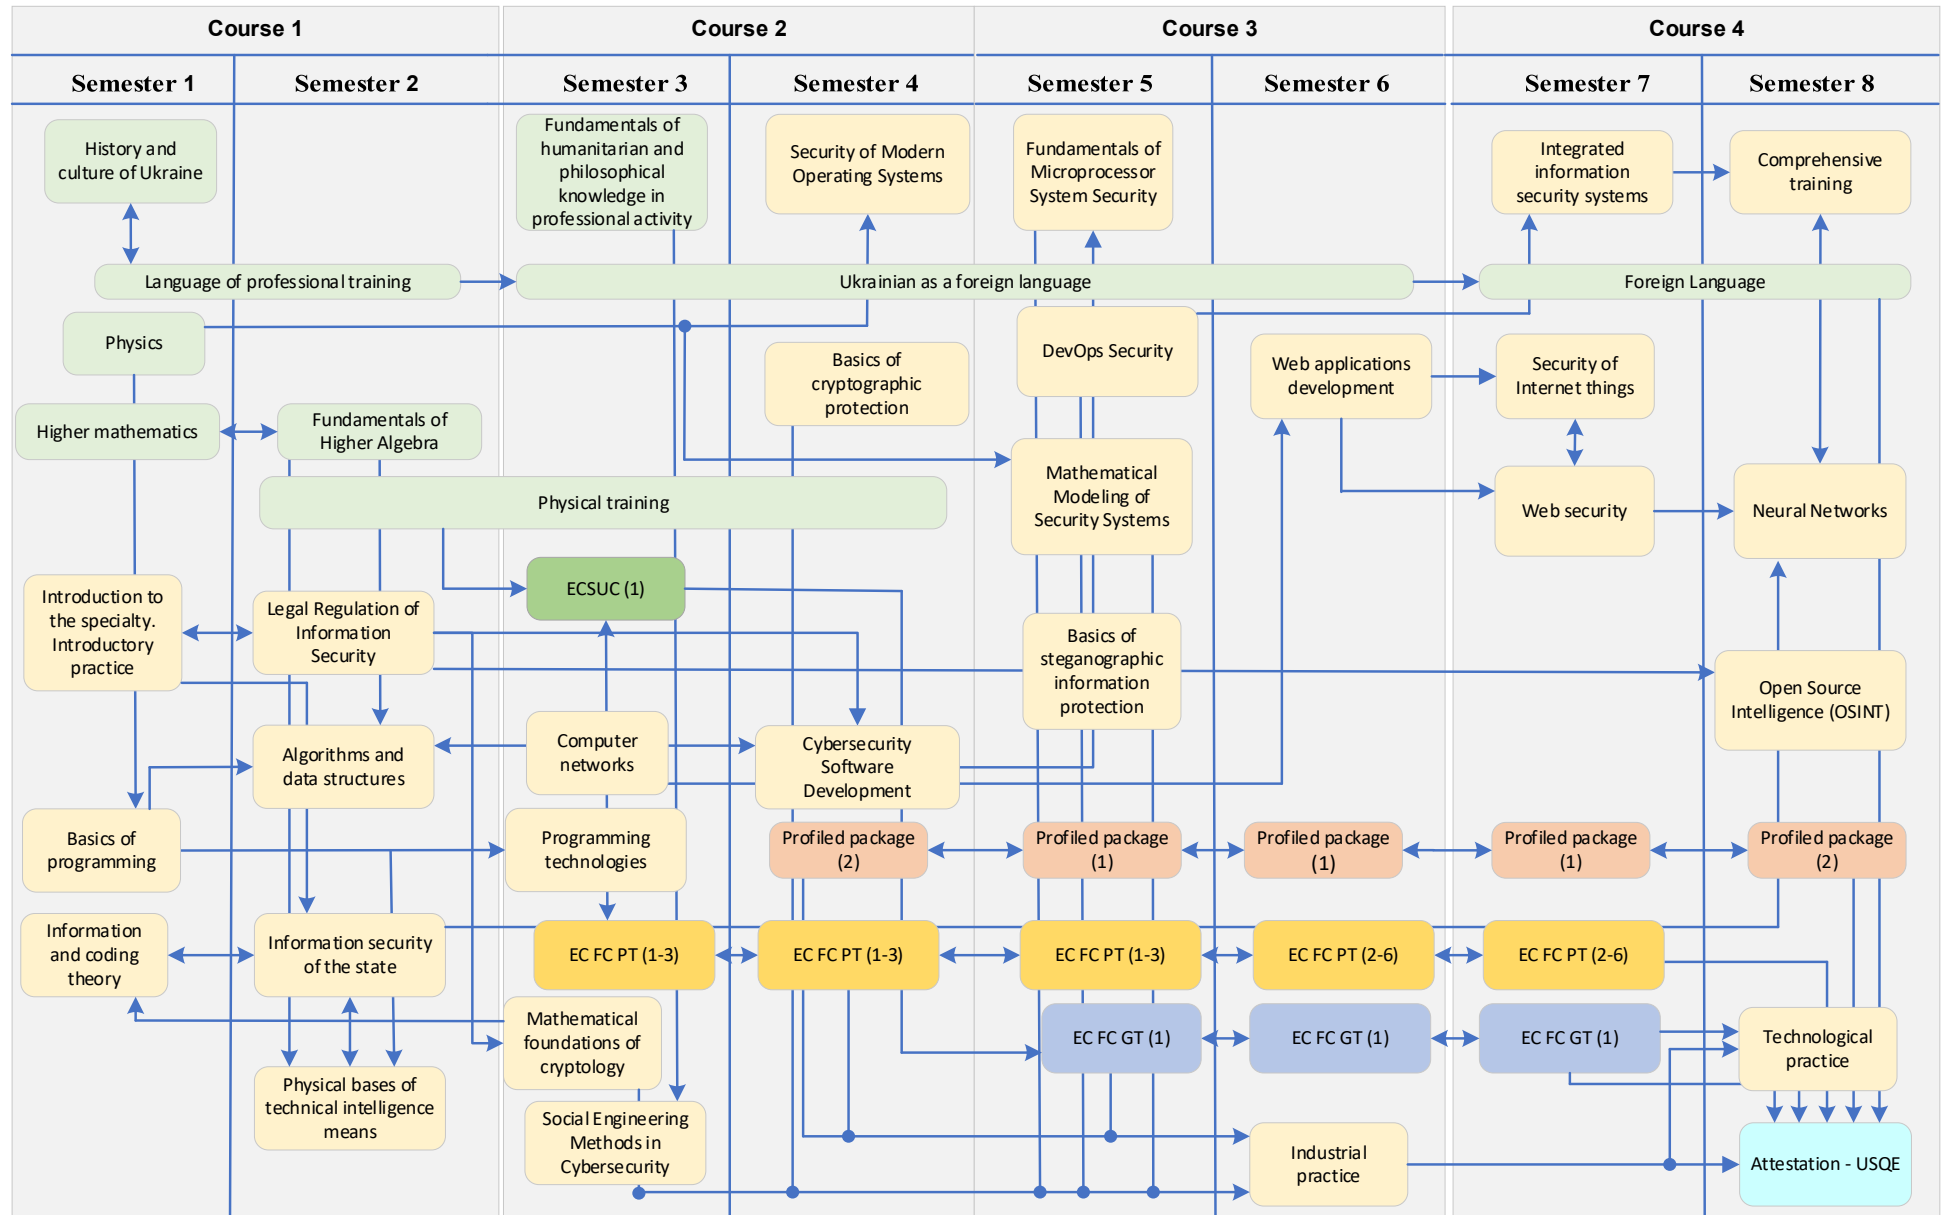 Course 1
Course 2
Course 3
Course 4
Semester 1
Semester 2
Semester 3
Semester 4
Semester 5
Semester 6
Semester 7
Semester 8
History and
culture of Ukraine
Fundamentals of
humanitarian and
philosophical
knowledge in
professional activity
Security of Modern
Operating Systems
Fundamentals of
Microprocessor
System Security
Integrated
information
security systems
Comprehensive
training
Language of professional training
Ukrainian as a foreign language
Foreign Language
Physics
Basics of
cryptographic
protection
DevOps Security
Web applications
development
Security of
Internet things
Higher mathematics
Fundamentals of
Higher Algebra
Physical training
Mathematical
Modeling of
Security Systems
Web security
Neural Networks
Introduction to
the specialty.
Introductory
practice
Legal Regulation of
Information
Security
ECSUC (1)
Basics of
steganographic
information
protection
Open Source
Intelligence (OSINT)
Algorithms and
data structures
Computer
networks
Cybersecurity
Software
Development
Basics of
programming
Programming
technologies
Profiled package
(2)
Profiled package
(1)
Profiled package
(1)
Profiled package
(1)
Profiled package
(2)
Information
and coding
theory
Information security
of the state
EC FC PT (1-3)
EC FC PT (1-3)
EC FC PT (1-3)
EC FC PT (2-6)
EC FC PT (2-6)
Mathematical
foundations of
cryptology
EC FC GT (1)
EC FC GT (1)
EC FC GT (1)
Technological
practice
Physical bases of
technical intelligence
means
Social Engineering
Methods in
Cybersecurity
Industrial
practice
Attestation - USQE